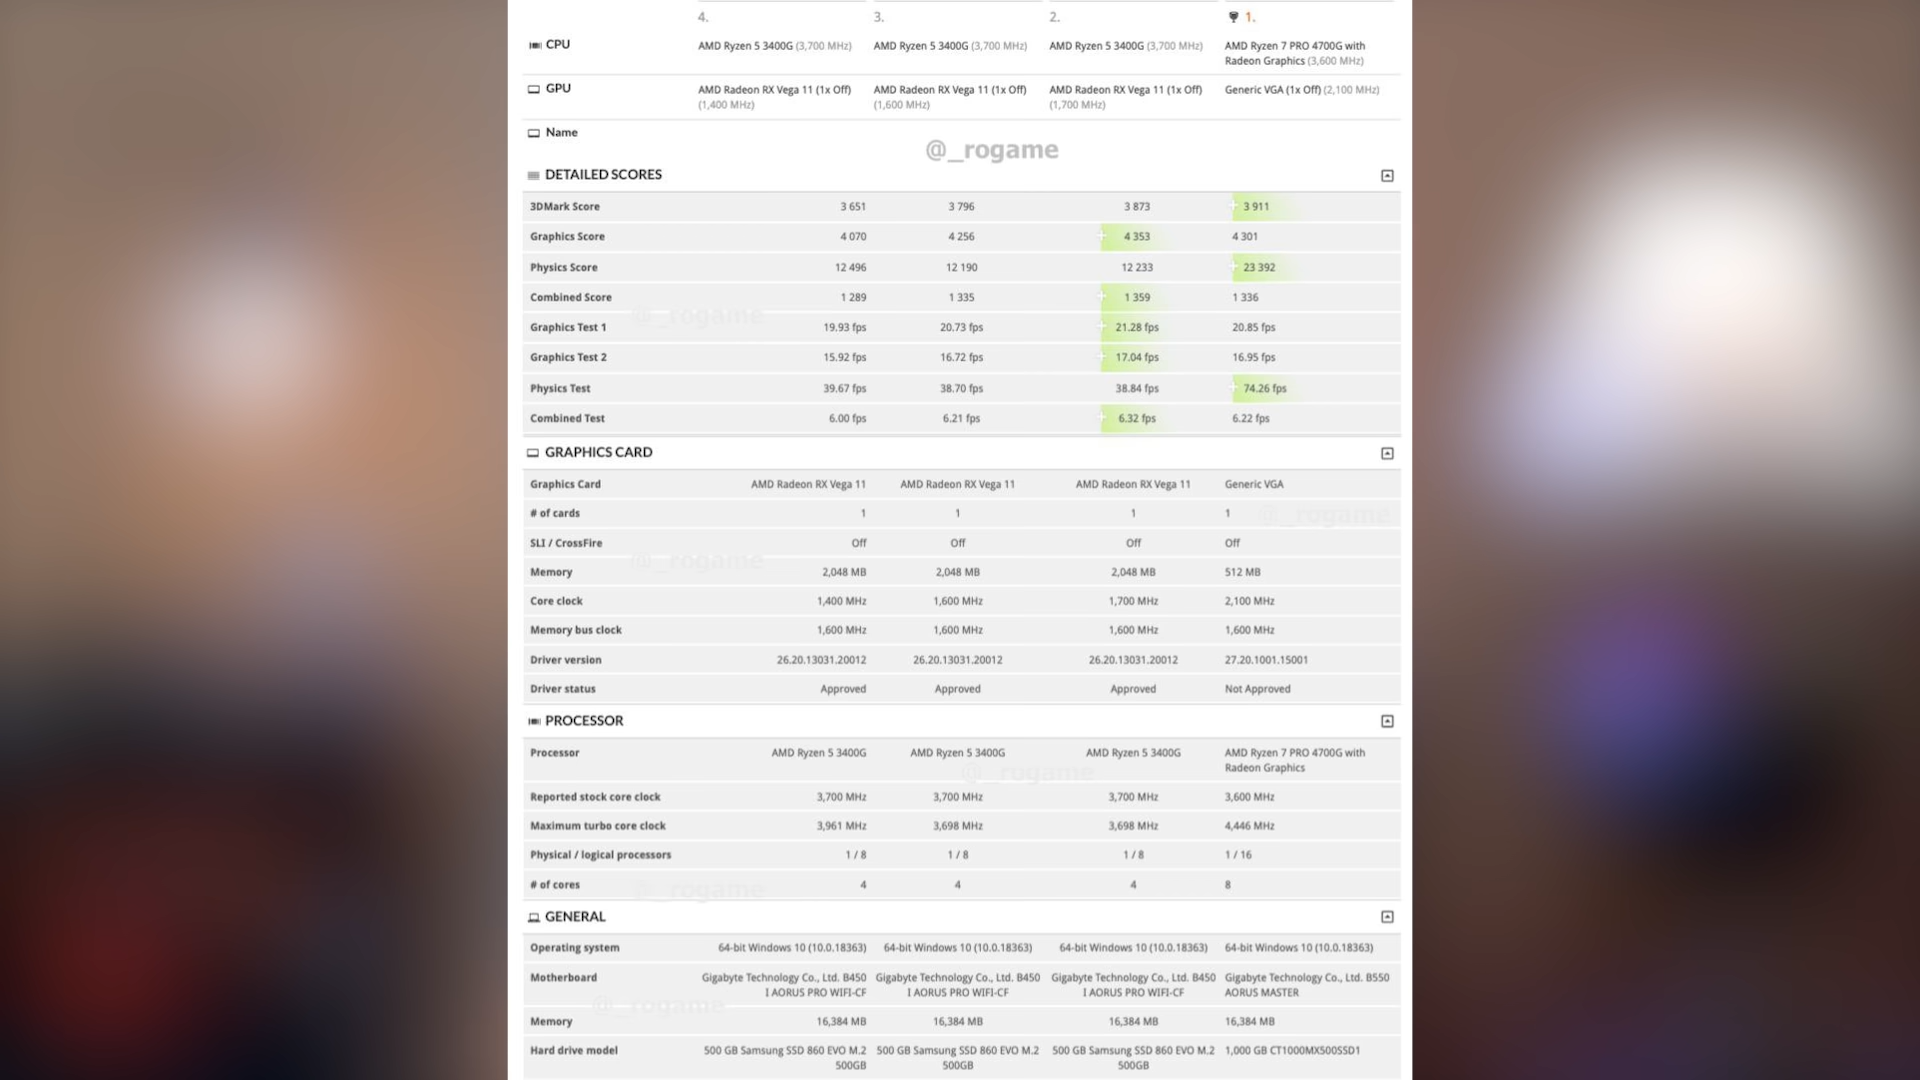 4. 3. 2. 1.
CPU AMD Ryzen 5 3400G (3,700 MHz) AMD Ryzen 5 3400G (3,700 MHz) AMD Ryzen 5 3400G (3,700 MHz) AMD Ryzen 7 PRO 4700G with
Radeon Graphics (3,600 MHz)
GPU AMD Radeon RX Vega 11 (1x Off) AMD Radeon RX Vega 11 (1x Off) AMD Radeon RX Vega 11 (1x Off) Generic VGA (1x Off) (2,100 MHz)
(1,400 MHz) (1,600 MHz) (1,700 MHz)
Name
@_rogame
DETAILED SCORES
3DMark Score 3 651 3 796 3 873 3 911
Graphics Score 4 070 4 256 4 353 4 301
Physics Score 12 496 12 190 12 233 23 392
Combined Score 1 289 1 335 1 359 1 336
@_rogame
Graphics Test 1 19.93 fps 20.73 fps 21.28 fps 20.85 fps
Graphics Test 2 15.92 fps 16.72 fps 17.04 fps 16.95 fps
Physics Test 39.67 fps 38.70 fps 38.84 fps 74.26 fps
Combined Test 6.00 fps 6.21 fps 6.32 fps 6.22 fps
GRAPHICS CARD
Graphics Card AMD Radeon RX Vega 11 AMD Radeon RX Vega 11 AMD Radeon RX Vega 11 Generic VGA
# of cards 1 1 1 1
@_rogame
SLI / CrossFire Off Off Off Off
@_rogame
Memory 2,048 MB 2,048 MB 2,048 MB 512 MB
Core clock 1,400 MHz 1,600 MHz 1,700 MHz 2,100 MHz
Memory bus clock 1,600 MHz 1,600 MHz 1,600 MHz 1,600 MHz
Driver version 26.20.13031.20012 26.20.13031.20012 26.20.13031.20012 27.20.1001.15001
Driver status Approved Approved Approved Not Approved
PROCESSOR
Processor AMD Ryzen 5 3400G AMD Ryzen 5 3400G AMD Ryzen 5 3400G AMD Ryzen 7 PRO 4700G with
Radeon Graphics
@_rogame
Reported stock core clock 3,700 MHz 3,700 MHz 3,700 MHz 3,600 MHz
Maximum turbo core clock 3,961 MHz 3,698 MHz 3,698 MHz 4,446 MHz
Physical / logical processors 1 / 8 1 / 8 1 / 8 1 / 16
# of cores 4 4 4 8
@_rogame
GENERAL
Operating system 64-bit Windows 10 (10.0.18363) 64-bit Windows 10 (10.0.18363) 64-bit Windows 10 (10.0.18363) 64-bit Windows 10 (10.0.18363)
Motherboard Gigabyte Technology Co., Ltd. B450 Gigabyte Technology Co., Ltd. B450 Gigabyte Technology Co., Ltd. B450 Gigabyte Technology Co., Ltd. B550
I AORUS PRO WIFI-CF I AORUS PRO WIFI-CF I AORUS PRO WIFI-CF AORUS MASTER
@_rogame
Memory 16,384 MB 16,384 MB 16,384 MB 16,384 MB
Hard drive model 500 GB Samsung SSD 860 EVO M.2 500 GB Samsung SSD 860 EVO M.2 500 GB Samsung SSD 860 EVO M.2 1,000 GB CT1000MX500SSD1
500GB 500GB 500GB